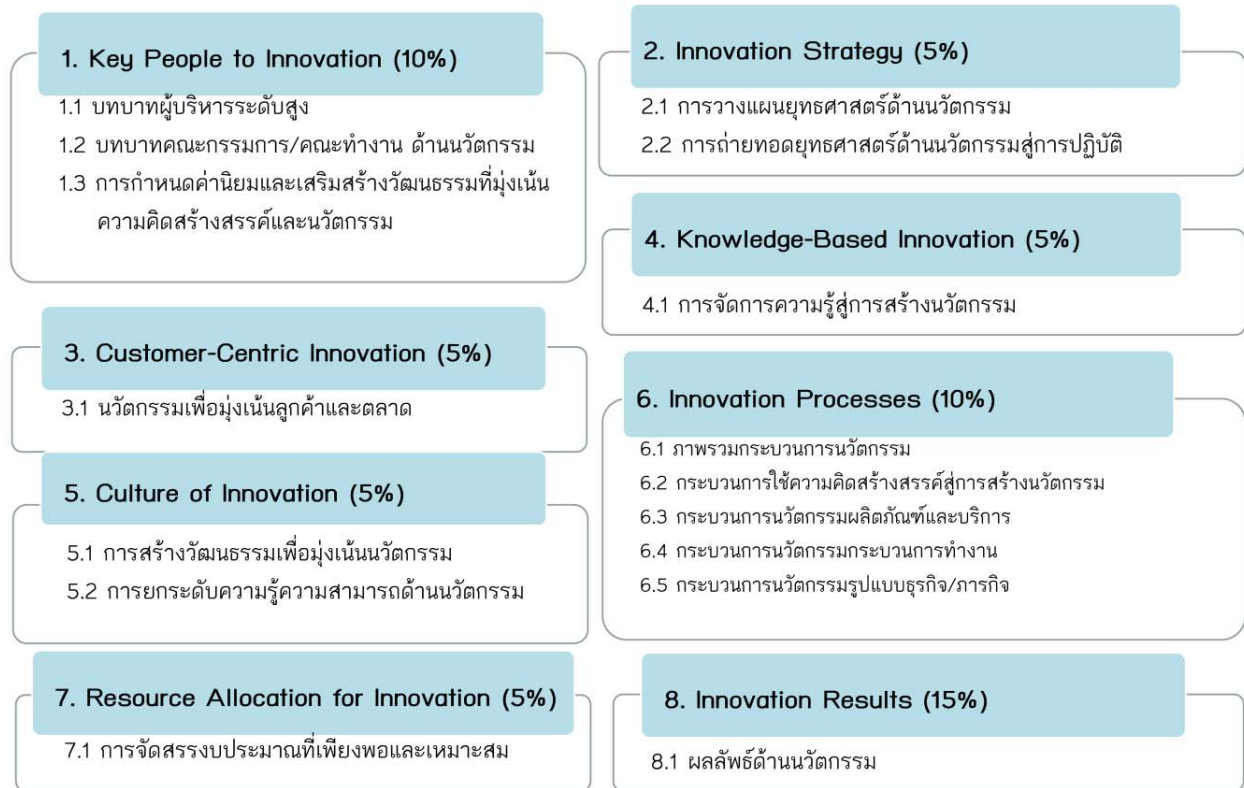 1. Key People to Innovation (10%)
1.1 บทบาทผู้บริหารระดับสูง
1.2 บทบาทคณะกรรมการ/คณะทำงาน ด้านนวัตกรรม
1.3 การกำหนดค่านิยมและเสริมสร้างวัฒนธรรมที่มุ่งเน้น
ความคิดสร้างสรรค์และนวัตกรรม
2. Innovation Strategy (5%)
2.1 การวางแผนยุทธศาสตร์ด้านนวัตกรรม
2.2 การถ่ายทอดยุทธศาสตร์ด้านนวัตกรรมสู่การปฏิบัติ
3. Customer-Centric Innovation (5%)
3.1 นวัตกรรมเพื่อมุ่งเน้นลูกค้าและตลาด
4. Knowledge-Based Innovation (5%)
4.1 การจัดการความรู้สู่การสร้างนวัตกรรม
5. Culture of Innovation (5%)
5.1 การสร้างวัฒนธรรมเพื่อมุ่งเน้นนวัตกรรม
5.2 การยกระดับความรู้ความสามารถด้านนวัตกรรม
6. Innovation Processes (10%)
6.1 ภาพรวมกระบวนการนวัตกรรม
6.2 กระบวนการใช้ความคิดสร้างสรรค์สู่การสร้างนวัตกรรม
6.3 กระบวนการนวัตกรรมผลิตภัณฑ์และบริการ
6.4 กระบวนการนวัตกรรมกระบวนการทำงาน
6.5 กระบวนการนวัตกรรมรูปแบบธุรกิจ/ภารกิจ
7. Resource Allocation for Innovation (5%)
7.1 การจัดสรรงบประมาณที่เพียงพอและเหมาะสม
8. Innovation Results (15%)
8.1 ผลลัพธ์ด้านนวัตกรรม